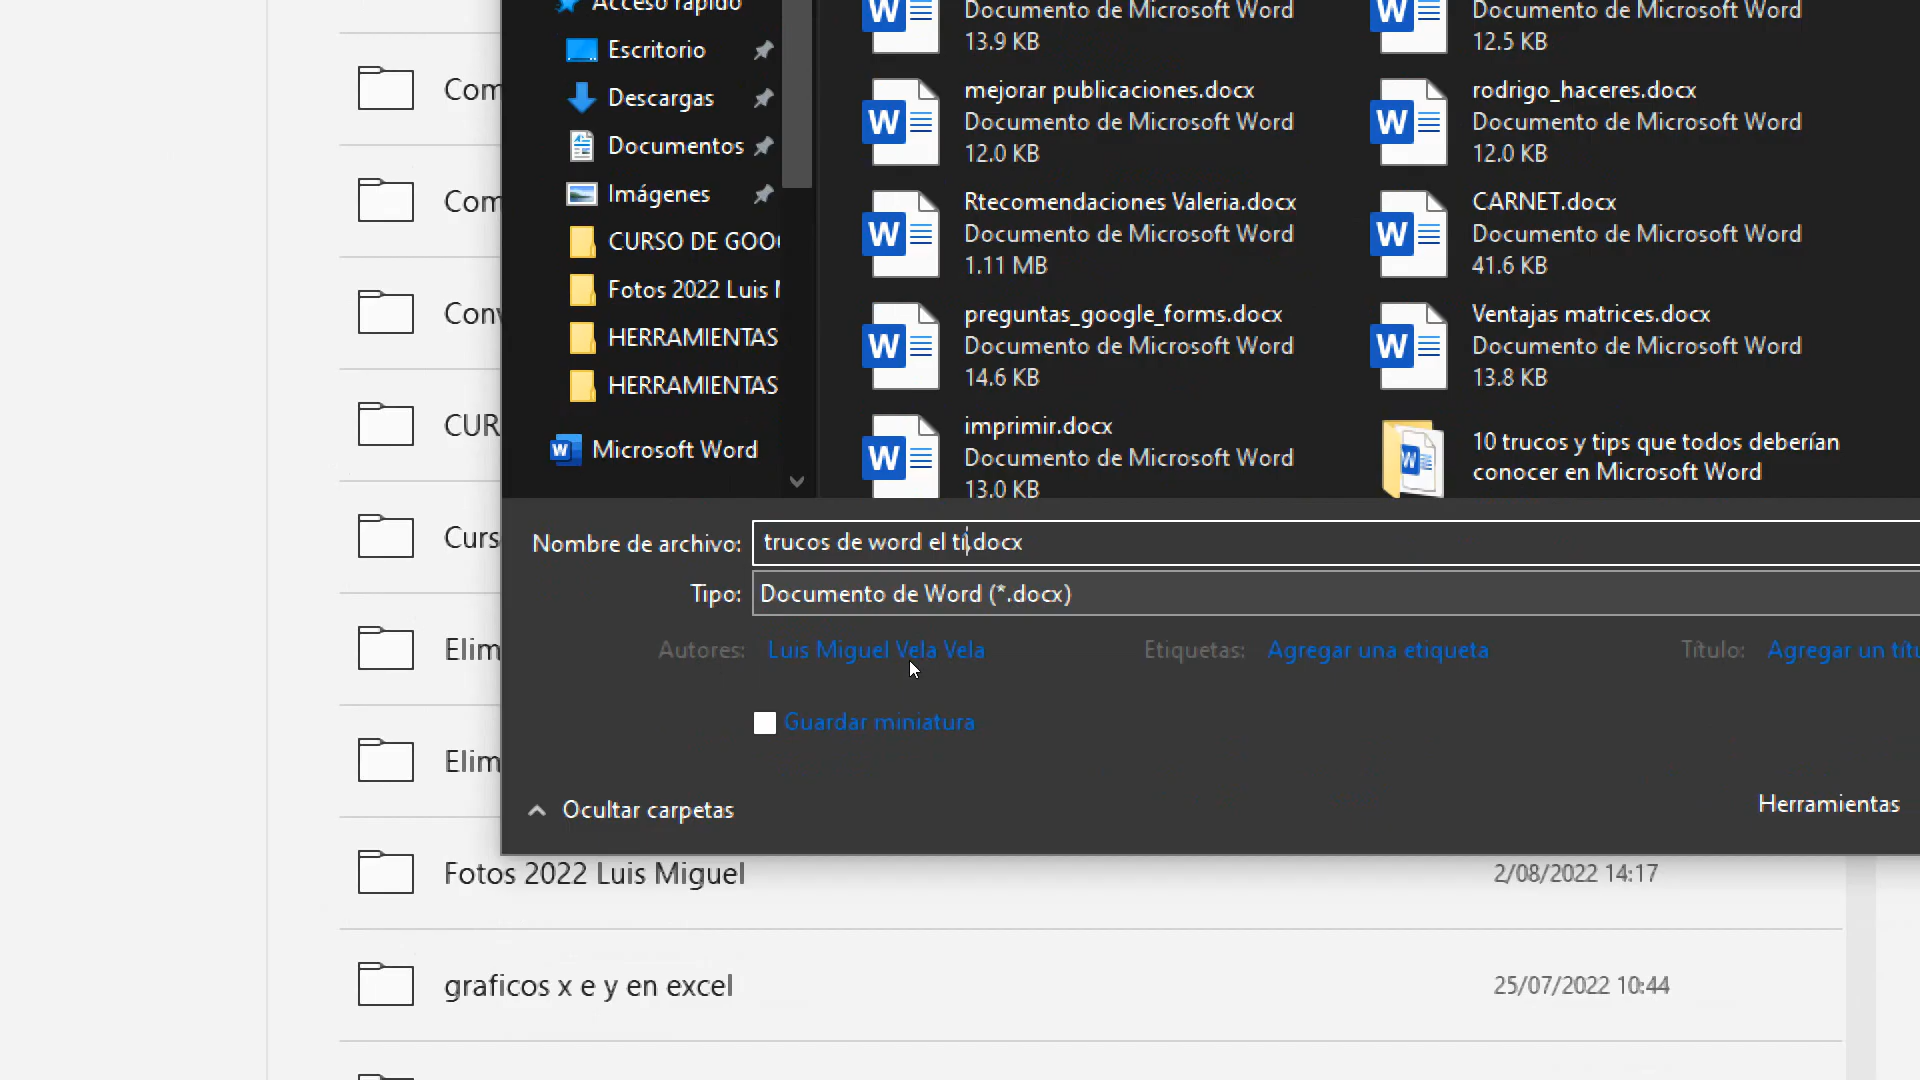 Acceso rápido
Escritorio
Descargas
Documentos
Imágenes
CURSO DE GOO
Fotos 2022 Luis
HERRAMIENTAS
HERRAMIENTAS
Microsoft Word
Documento de Microsoft Word
13.9 KB
Documento de Microsoft Word
12.5 KB
mejorar publicaciones.docx
Documento de Microsoft Word
12.0 KB
rodrigo_haceres.docx
Documento de Microsoft Word
12.0 KB
Rtecomendaciones Valeria.docx
Documento de Microsoft Word
1.11 MB
CARNET.docx
Documento de Microsoft Word
41.6 KB
preguntas_google_forms.docx
Documento de Microsoft Word
14.6 KB
Ventajas matrices.docx
Documento de Microsoft Word
13.8 KB
imprimir.docx
Documento de Microsoft Word
13.0 KB
10 trucos y tips que todos deberían
conocer en Microsoft Word
Nombre de archivo: trucos de word el ti.docx
Tipo: Documento de Word (*.docx)
Autores: Luis Miguel Vela Vela Etiquetas: Agregar una etiqueta Título: Agregar un títu
Guardar miniatura
Ocultar carpetas
Herramientas
Com
Com
Conv
CUR
Curs
Elim
Elim
Fotos 2022 Luis Miguel 2/08/2022 14:17
graficos x e y en excel 25/07/2022 10:44